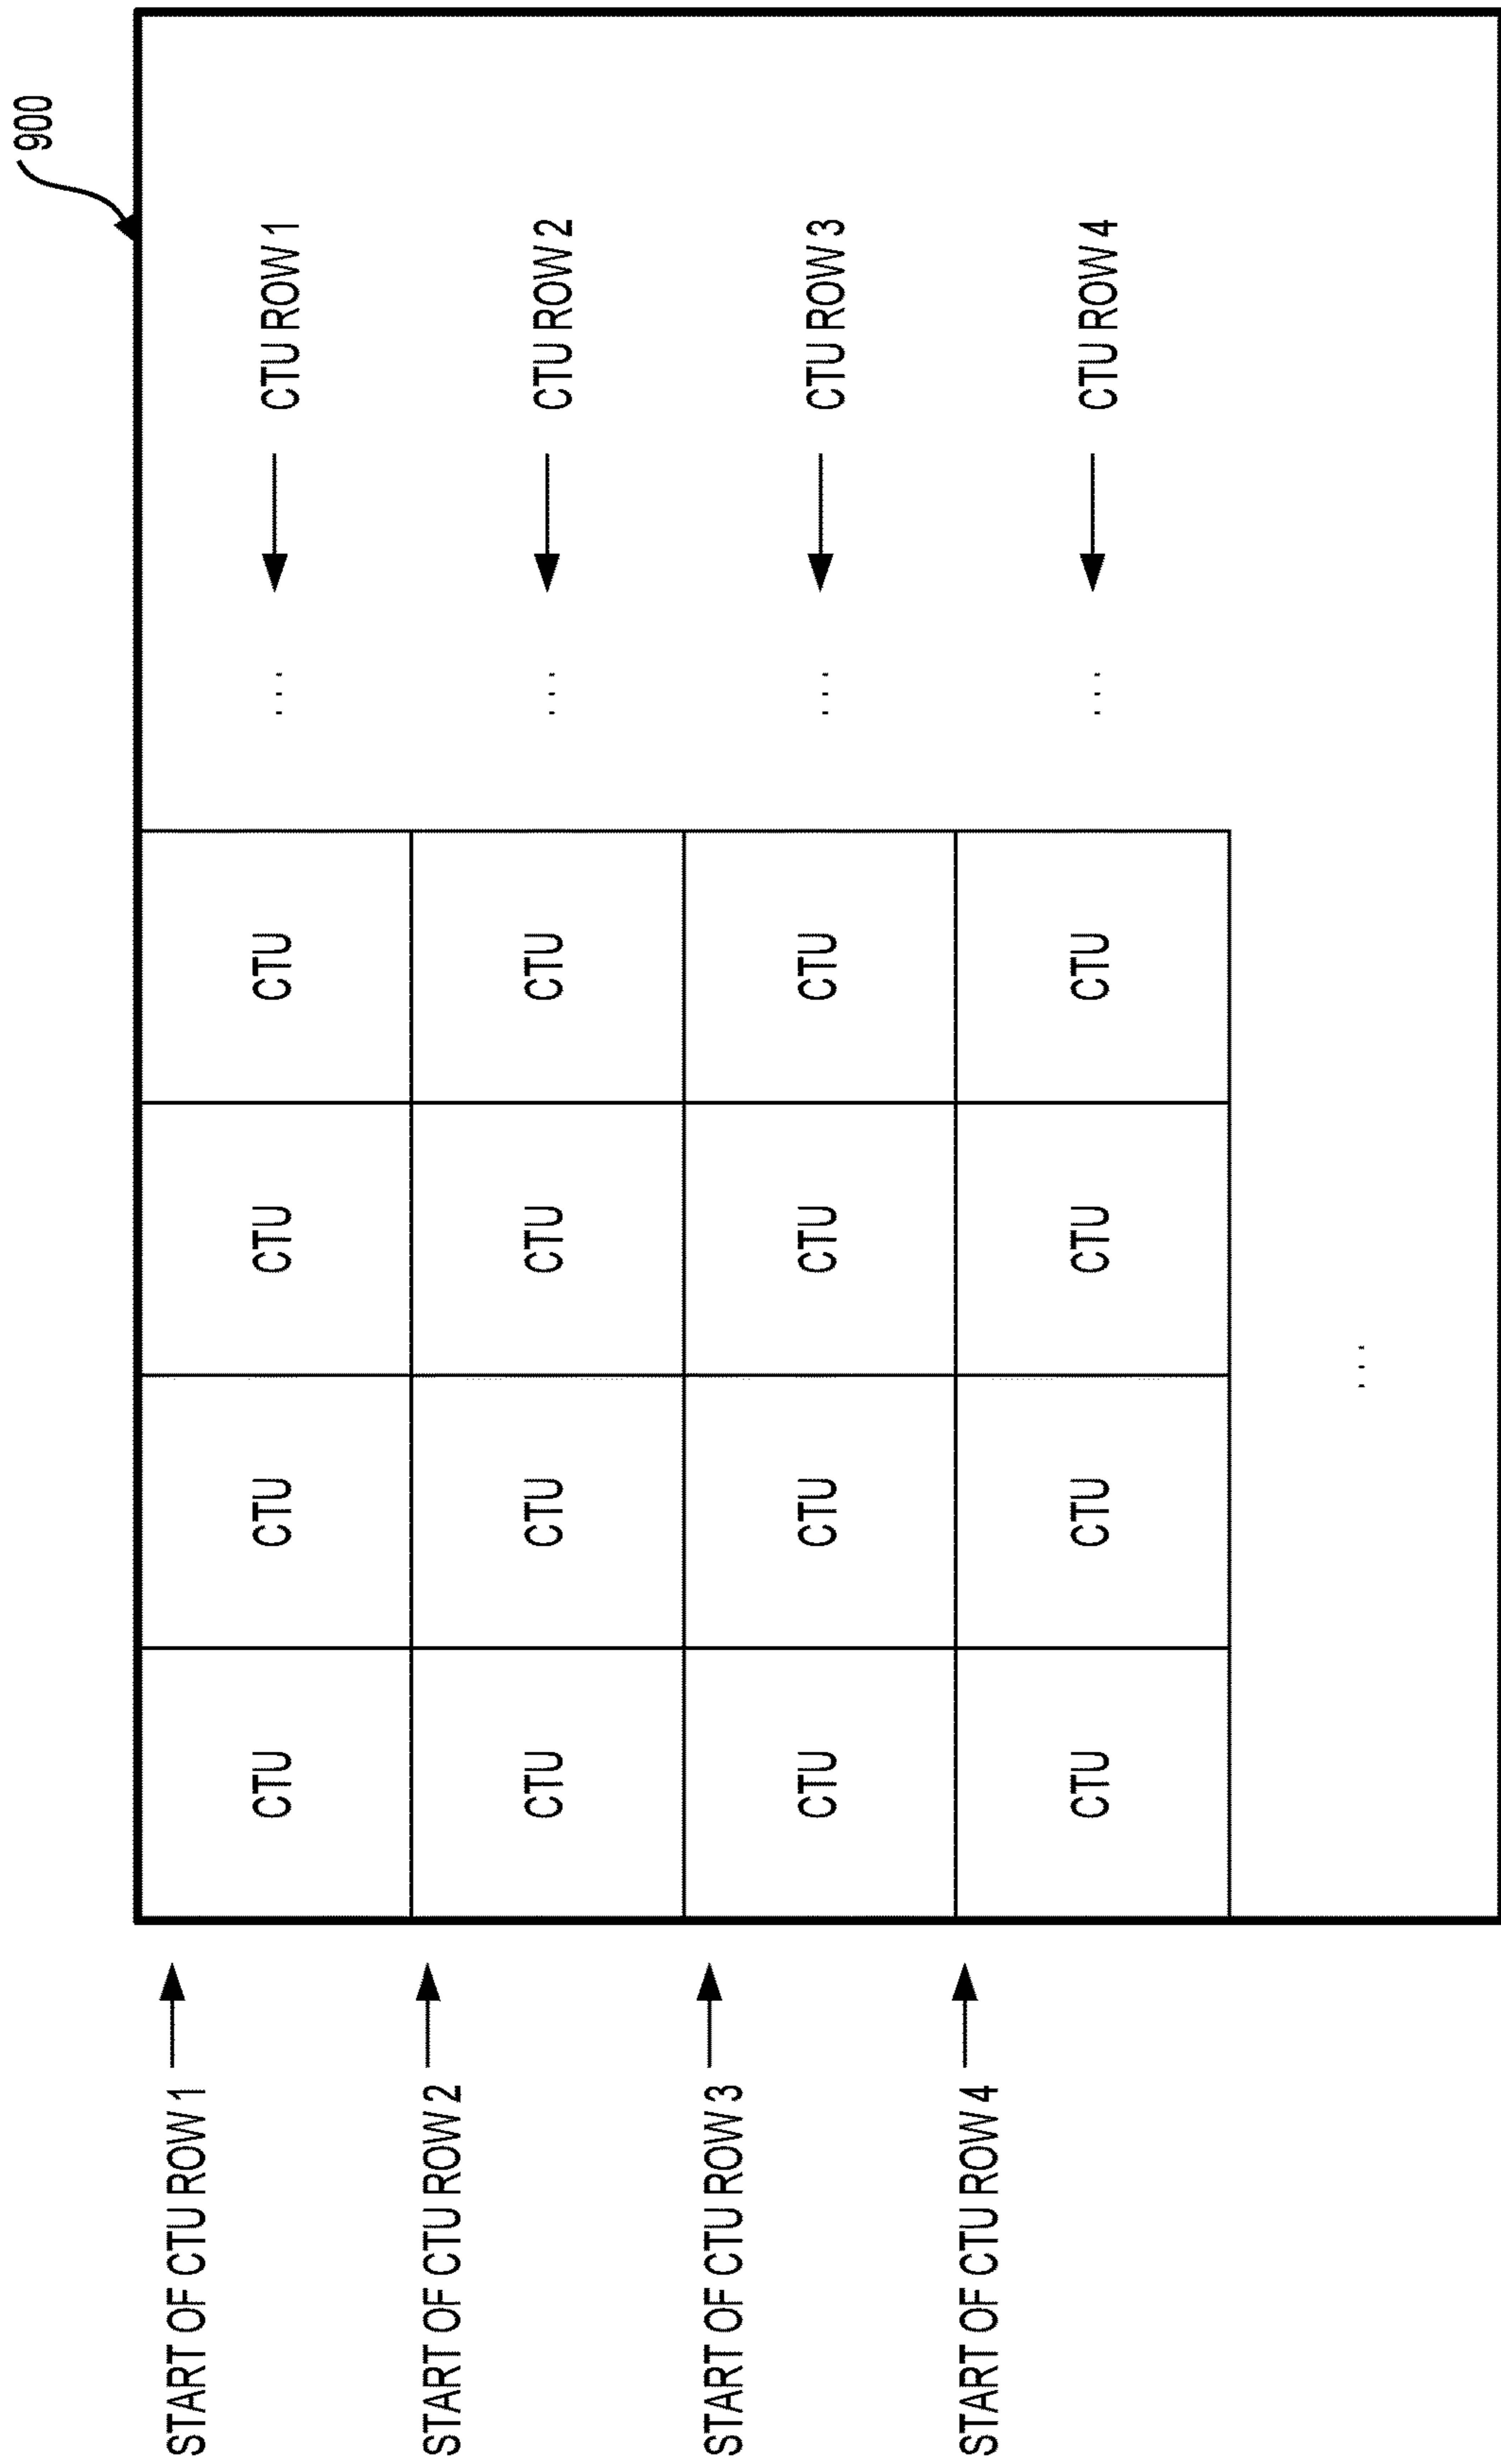 900
START OF CTU ROW 1
CTU CTU CTU CTU ... CTU ROW 1
START OF CTU ROW 2
CTU CTU CTU CTU ... CTU ROW 2
START OF CTU ROW 3
CTU CTU CTU CTU ... CTU ROW 3
START OF CTU ROW 4
CTU CTU CTU CTU ... CTU ROW 4
...